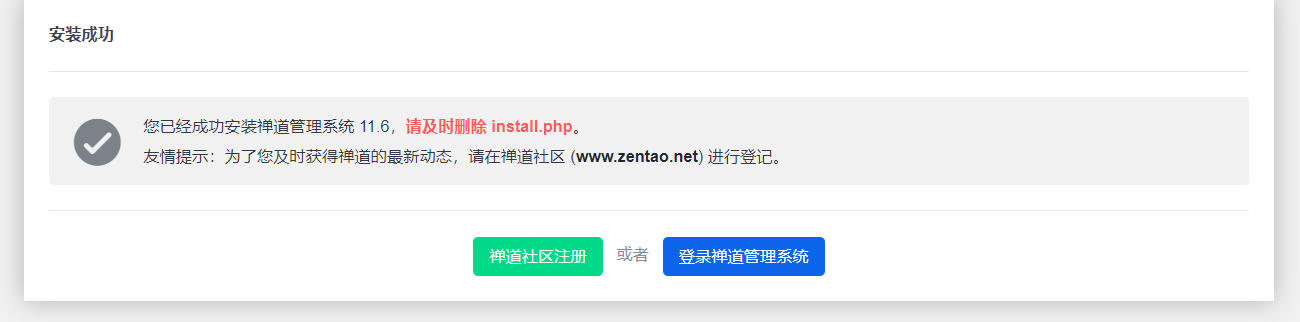 安装成功
您已经成功安装禅道管理系统 11.6，请及时删除 install.php。
友情提示：为了您及时获得禅道的最新动态，请在禅道社区 (www.zentao.net) 进行登记。
禅道社区注册 或者 登录禅道管理系统